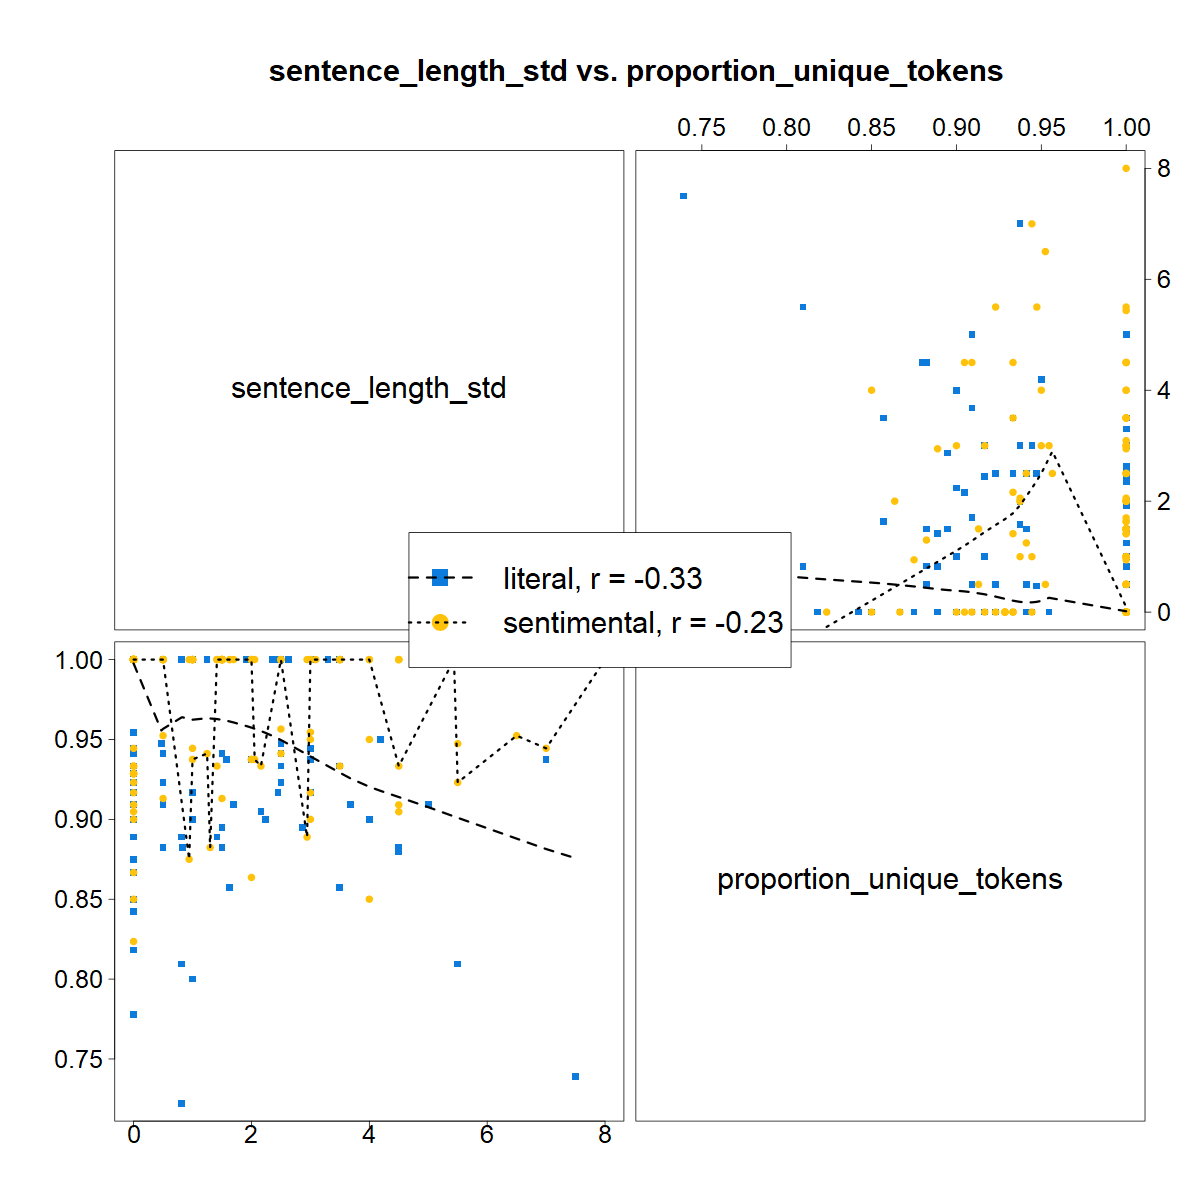 sentence_length_std vs. proportion_unique_tokens
0.75 0.80 0.85 0.90 0.95 1.00
sentence_length_std
8
6
4
2
0
literal, r = -0.33
sentimental, r = -0.23
1.00
0.95
0.90
0.85
0.80
0.75
proportion_unique_tokens
0 2 4 6 8